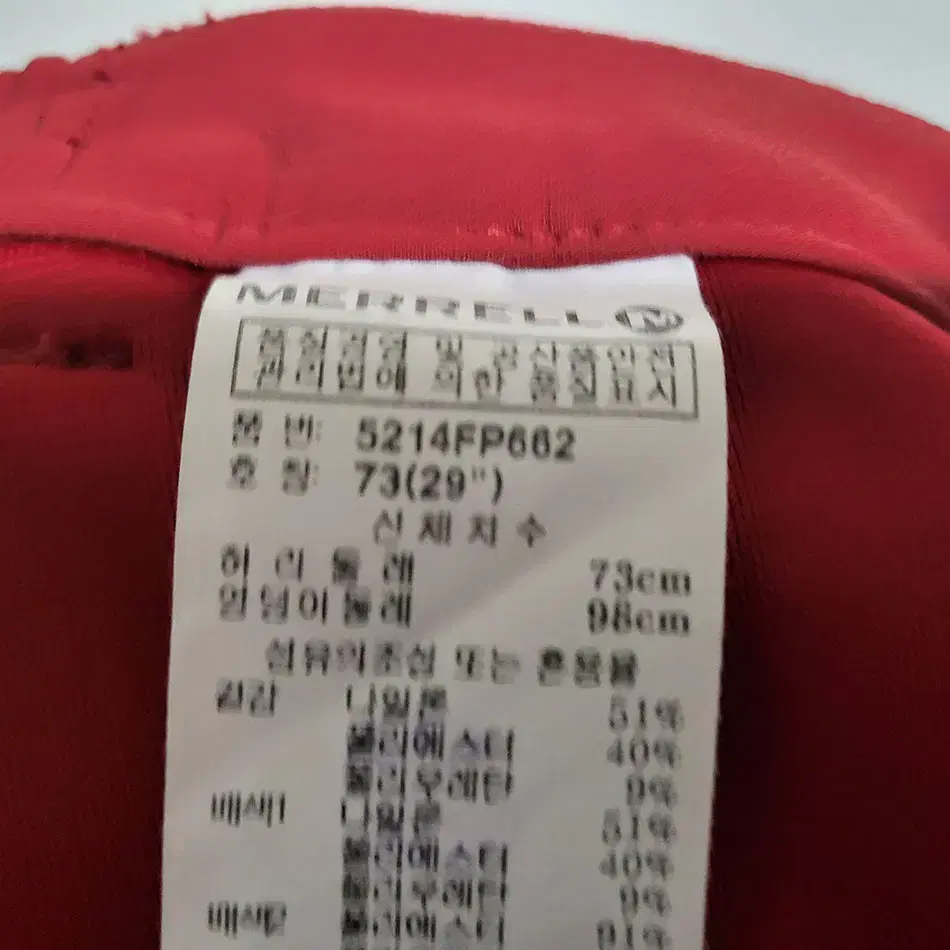 MERRELL
품질경영 및 공산품안전
관리법에 의한 품질표시
품 번: 5214FP662
호 칭: 73(29")
신체치수
허리둘레 73cm
엉덩이둘레 98cm
섬유의조성 또는 혼용율
겉감 나일론 51%
폴리에스터 40%
폴리우레탄 9%
배색1 나일론 51%
폴리에스터 40%
폴리우레탄 9%
배색2 폴리에스터 91%